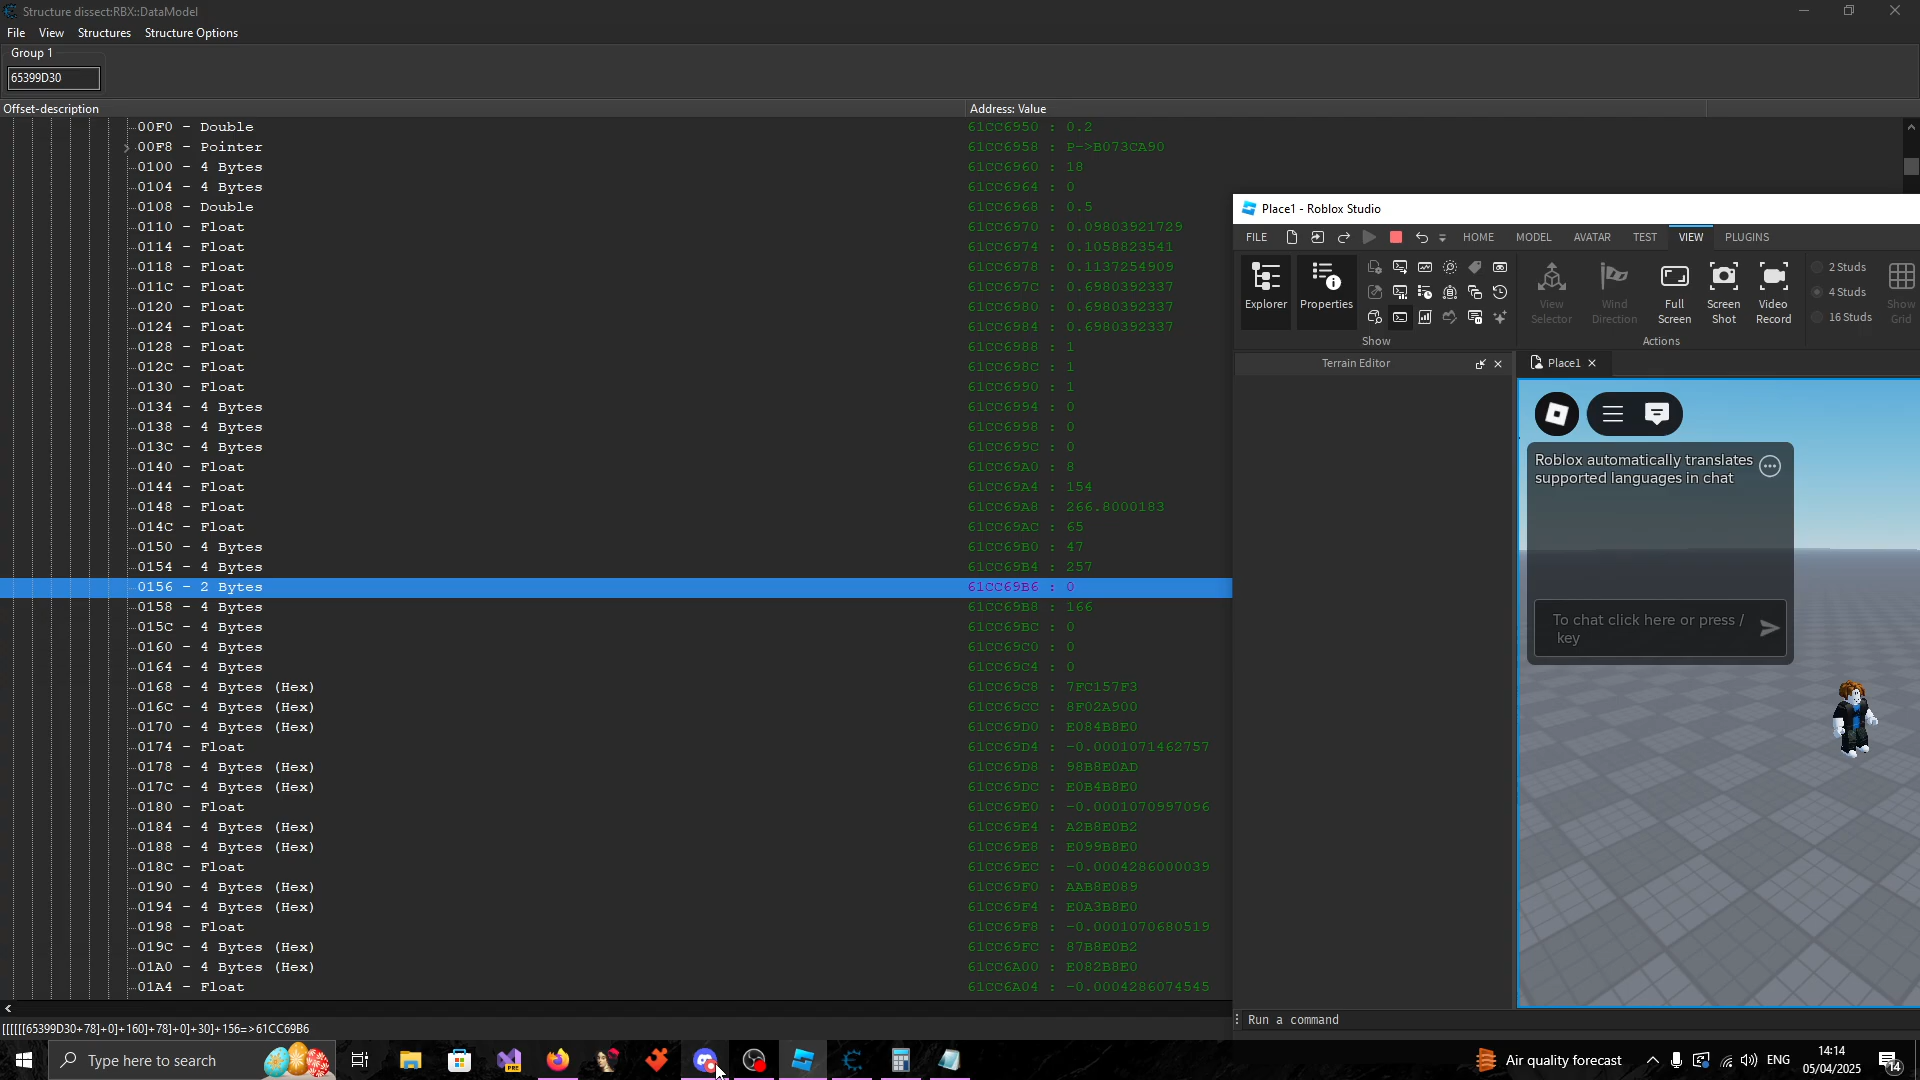 Structure dissect:RBX::DataModel
File View Structures Structure Options
Group 1
65399D30
Offset-description Address: Value
00F0 - Double 61CC6950 : 0.2
00F8 - Pointer 61CC6958 : P->B073CA90
0100 - 4 Bytes 61CC6960 : 18
0104 - 4 Bytes 61CC6964 : 0
0108 - Double 61CC6968 : 0.5
0110 - Float 61CC6970 : 0.09803921729
0114 - Float 61CC6974 : 0.1058823541
0118 - Float 61CC6978 : 0.1137254909
011C - Float 61CC697C : 0.6980392337
0120 - Float 61CC6980 : 0.6980392337
0124 - Float 61CC6984 : 0.6980392337
0128 - Float 61CC6988 : 1
012C - Float 61CC698C : 1
0130 - Float 61CC6990 : 1
0134 - 4 Bytes 61CC6994 : 0
0138 - 4 Bytes 61CC6998 : 0
013C - 4 Bytes 61CC699C : 0
0140 - Float 61CC69A0 : 8
0144 - Float 61CC69A4 : 154
0148 - Float 61CC69A8 : 266.8000183
014C - Float 61CC69AC : 65
0150 - 4 Bytes 61CC69B0 : 47
0154 - 4 Bytes 61CC69B4 : 257
0156 - 2 Bytes 61CC69B6 : 0
0158 - 4 Bytes 61CC69B8 : 166
015C - 4 Bytes 61CC69BC : 0
0160 - 4 Bytes 61CC69C0 : 0
0164 - 4 Bytes 61CC69C4 : 0
0168 - 4 Bytes (Hex) 61CC69C8 : 7FC157F3
016C - 4 Bytes (Hex) 61CC69CC : 8F02A900
0170 - 4 Bytes (Hex) 61CC69D0 : E084B8E0
0174 - Float 61CC69D4 : -0.0001071462757
0178 - 4 Bytes (Hex) 61CC69D8 : 98B8E0AD
017C - 4 Bytes (Hex) 61CC69DC : E0B4B8E0
0180 - Float 61CC69E0 : -0.0001070997096
0184 - 4 Bytes (Hex) 61CC69E4 : A2B8E0B2
0188 - 4 Bytes (Hex) 61CC69E8 : E099B8E0
018C - Float 61CC69EC : -0.0004286000039
0190 - 4 Bytes (Hex) 61CC69F0 : AAB8E089
0194 - 4 Bytes (Hex) 61CC69F4 : E0A3B8E0
0198 - Float 61CC69F8 : -0.0001070680519
019C - 4 Bytes (Hex) 61CC69FC : 87B8E0B2
01A0 - 4 Bytes (Hex) 61CC6A00 : E082B8E0
01A4 - Float 61CC6A04 : -0.0004286074545
[[[[[[65399D30+78]+0]+160]+78]+0]+30]+156=>61CC69B6
Place1 - Roblox Studio
FILE HOME MODEL AVATAR TEST VIEW PLUGINS
Explorer
Properties
Show
View
Selector
Wind
Direction
Full
Screen
Screen
Shot
Video
Record
Actions
2 Studs
4 Studs
16 Studs
Show
Grid
Terrain Editor
Place1
Roblox automatically translates
supported languages in chat
To chat click here or press /
key
Run a command
Type here to search
PRE
Air quality forecast
ENG
14:14
05/04/2025
14